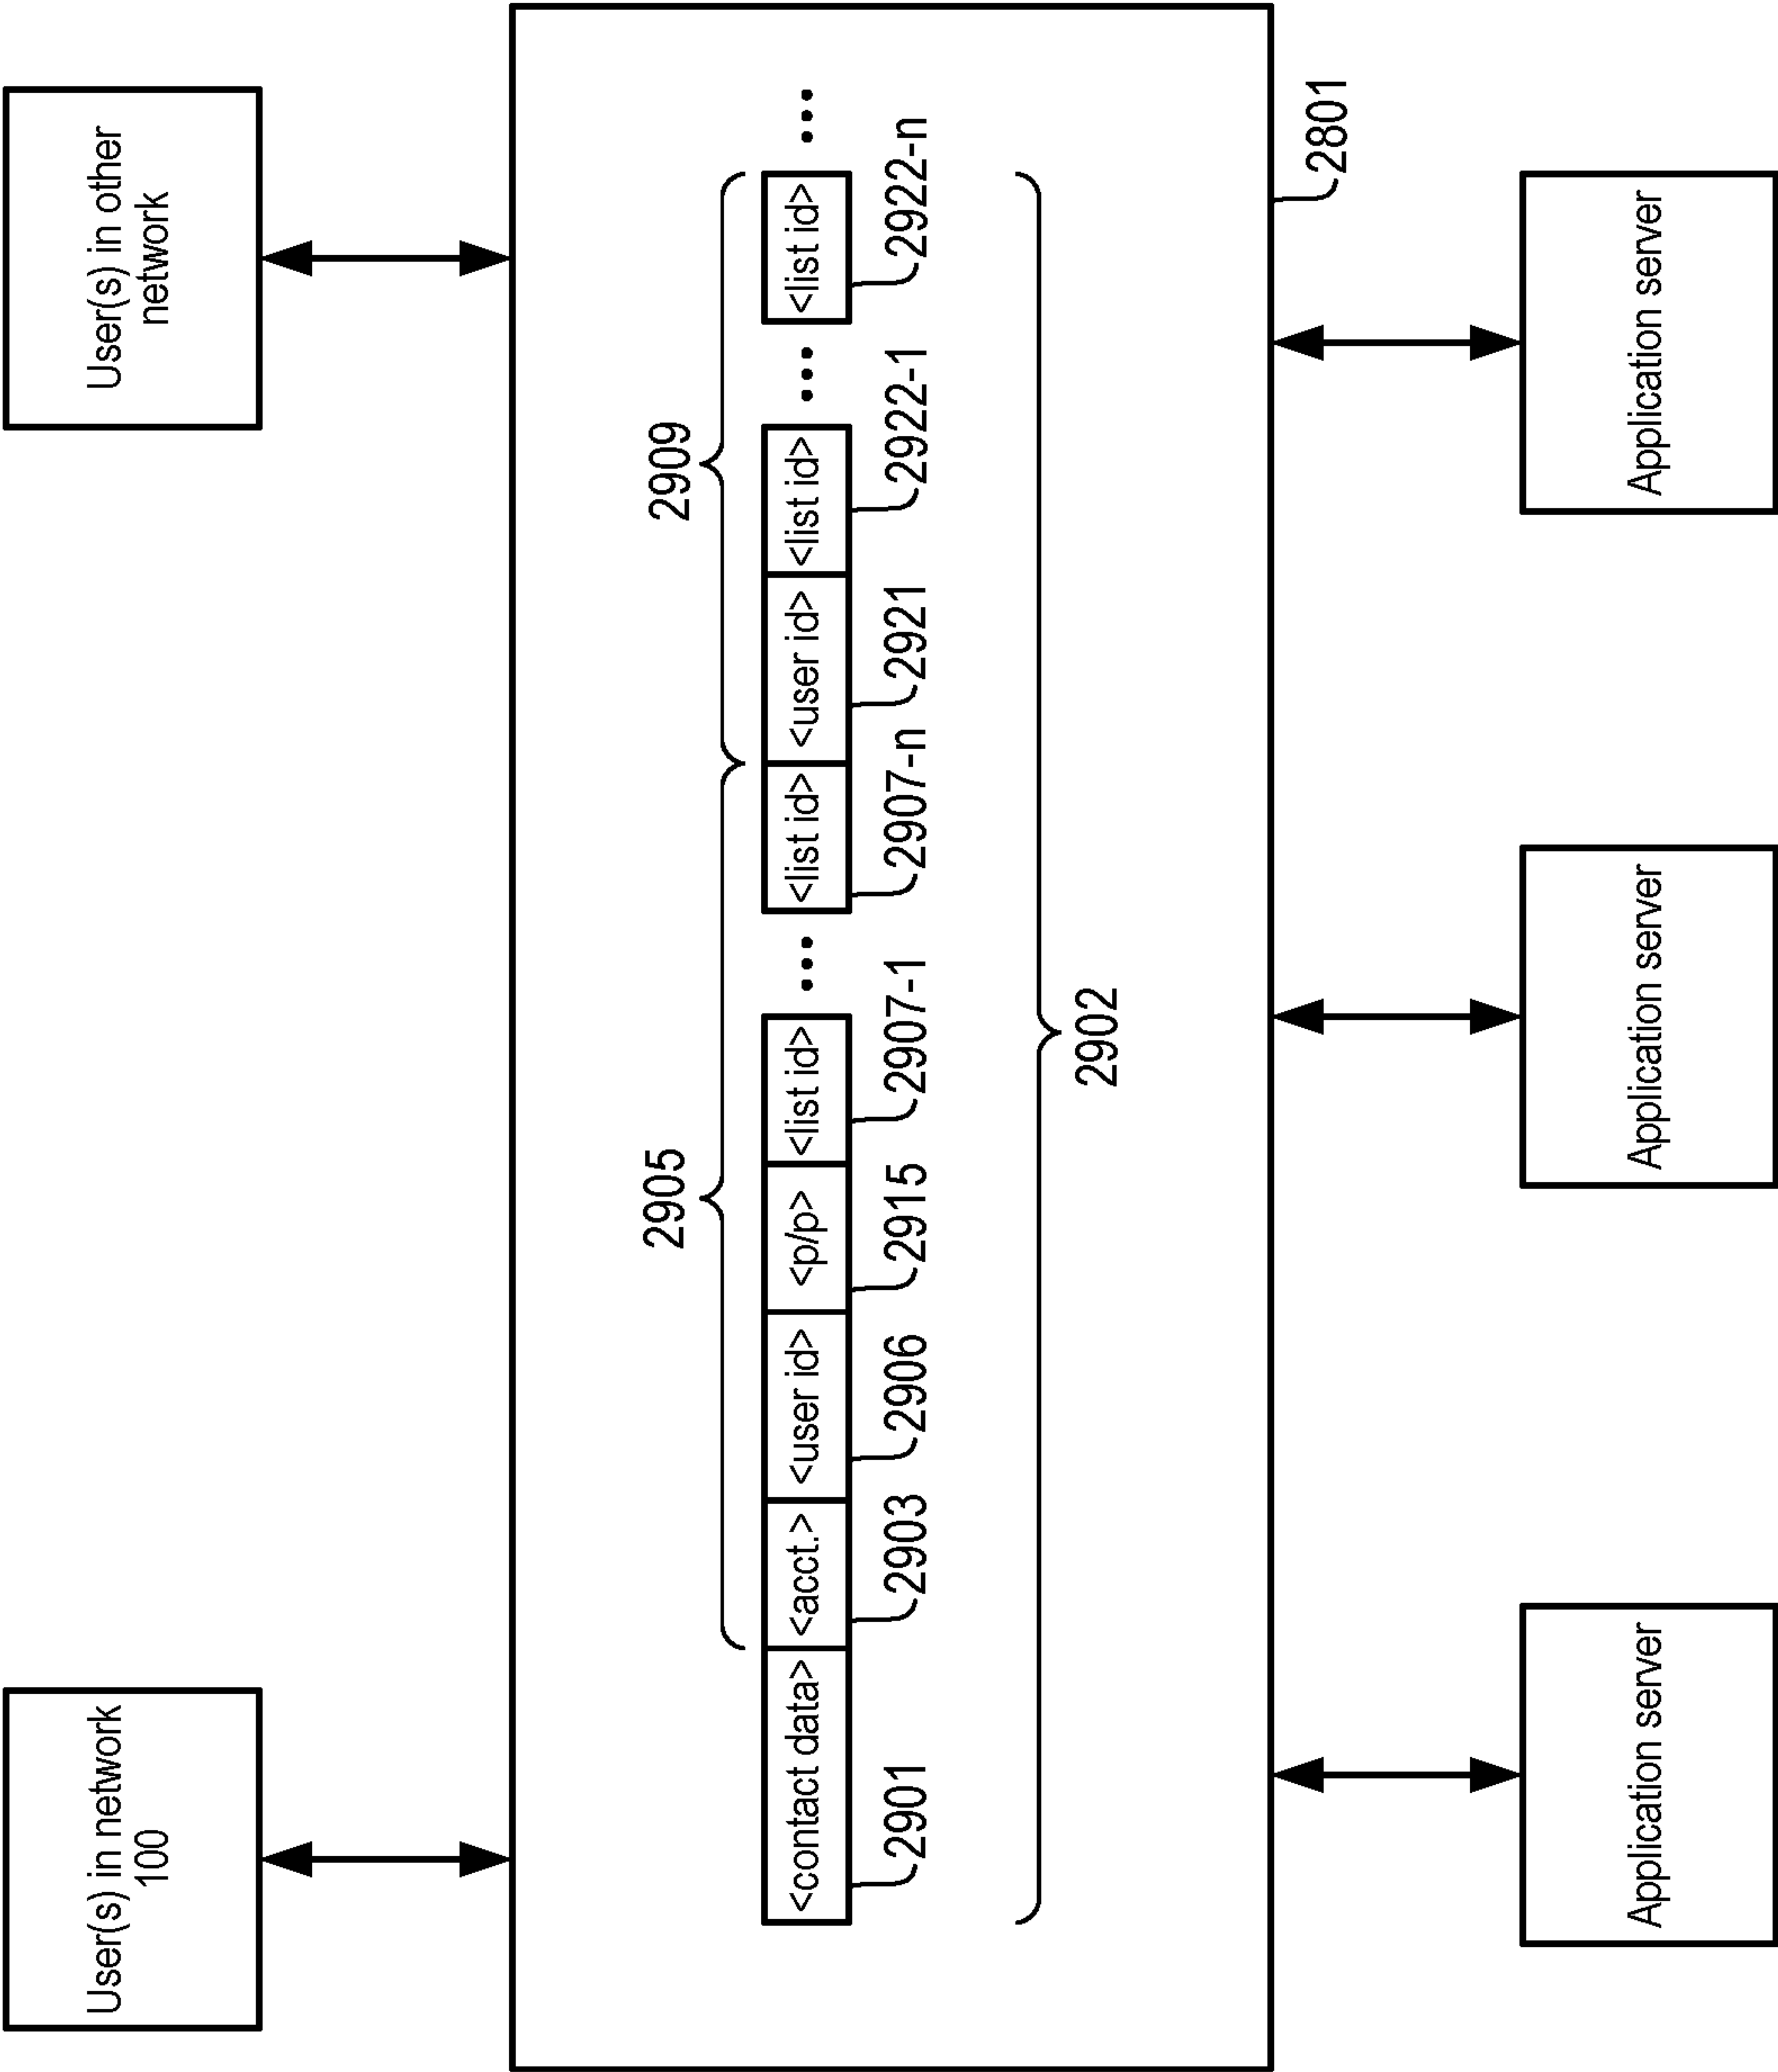 User(s) in network
100
User(s) in other
network
2905
2909
<contact data>
<acct.>
<user id>
<p/p>
<list id>
•••
<list id>
<user id>
<list id>
•••
<list id>
•••
2901
2903
2906
2915
2907-1
2907-n
2921
2922-1
2922-n
2902
2801
Application server
Application server
Application server